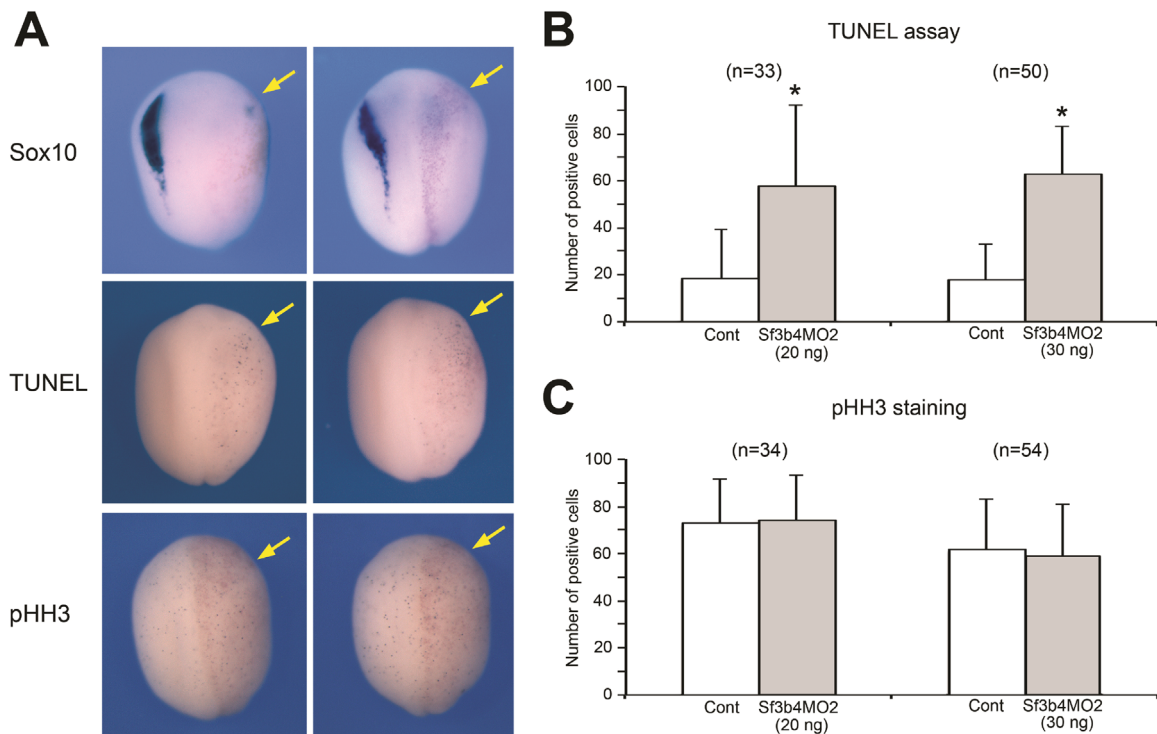 A
Sox10
TUNEL
pHH3
B
TUNEL assay
(n=33)
(n=50)
*
*
Number of positive cells
100
80
60
40
20
0
Cont
Sf3b4MO2
(20 ng)
Cont
Sf3b4MO2
(30 ng)
C
pHH3 staining
(n=34)
(n=54)
Number of positive cells
100
80
60
40
20
0
Cont
Sf3b4MO2
(20 ng)
Cont
Sf3b4MO2
(30 ng)